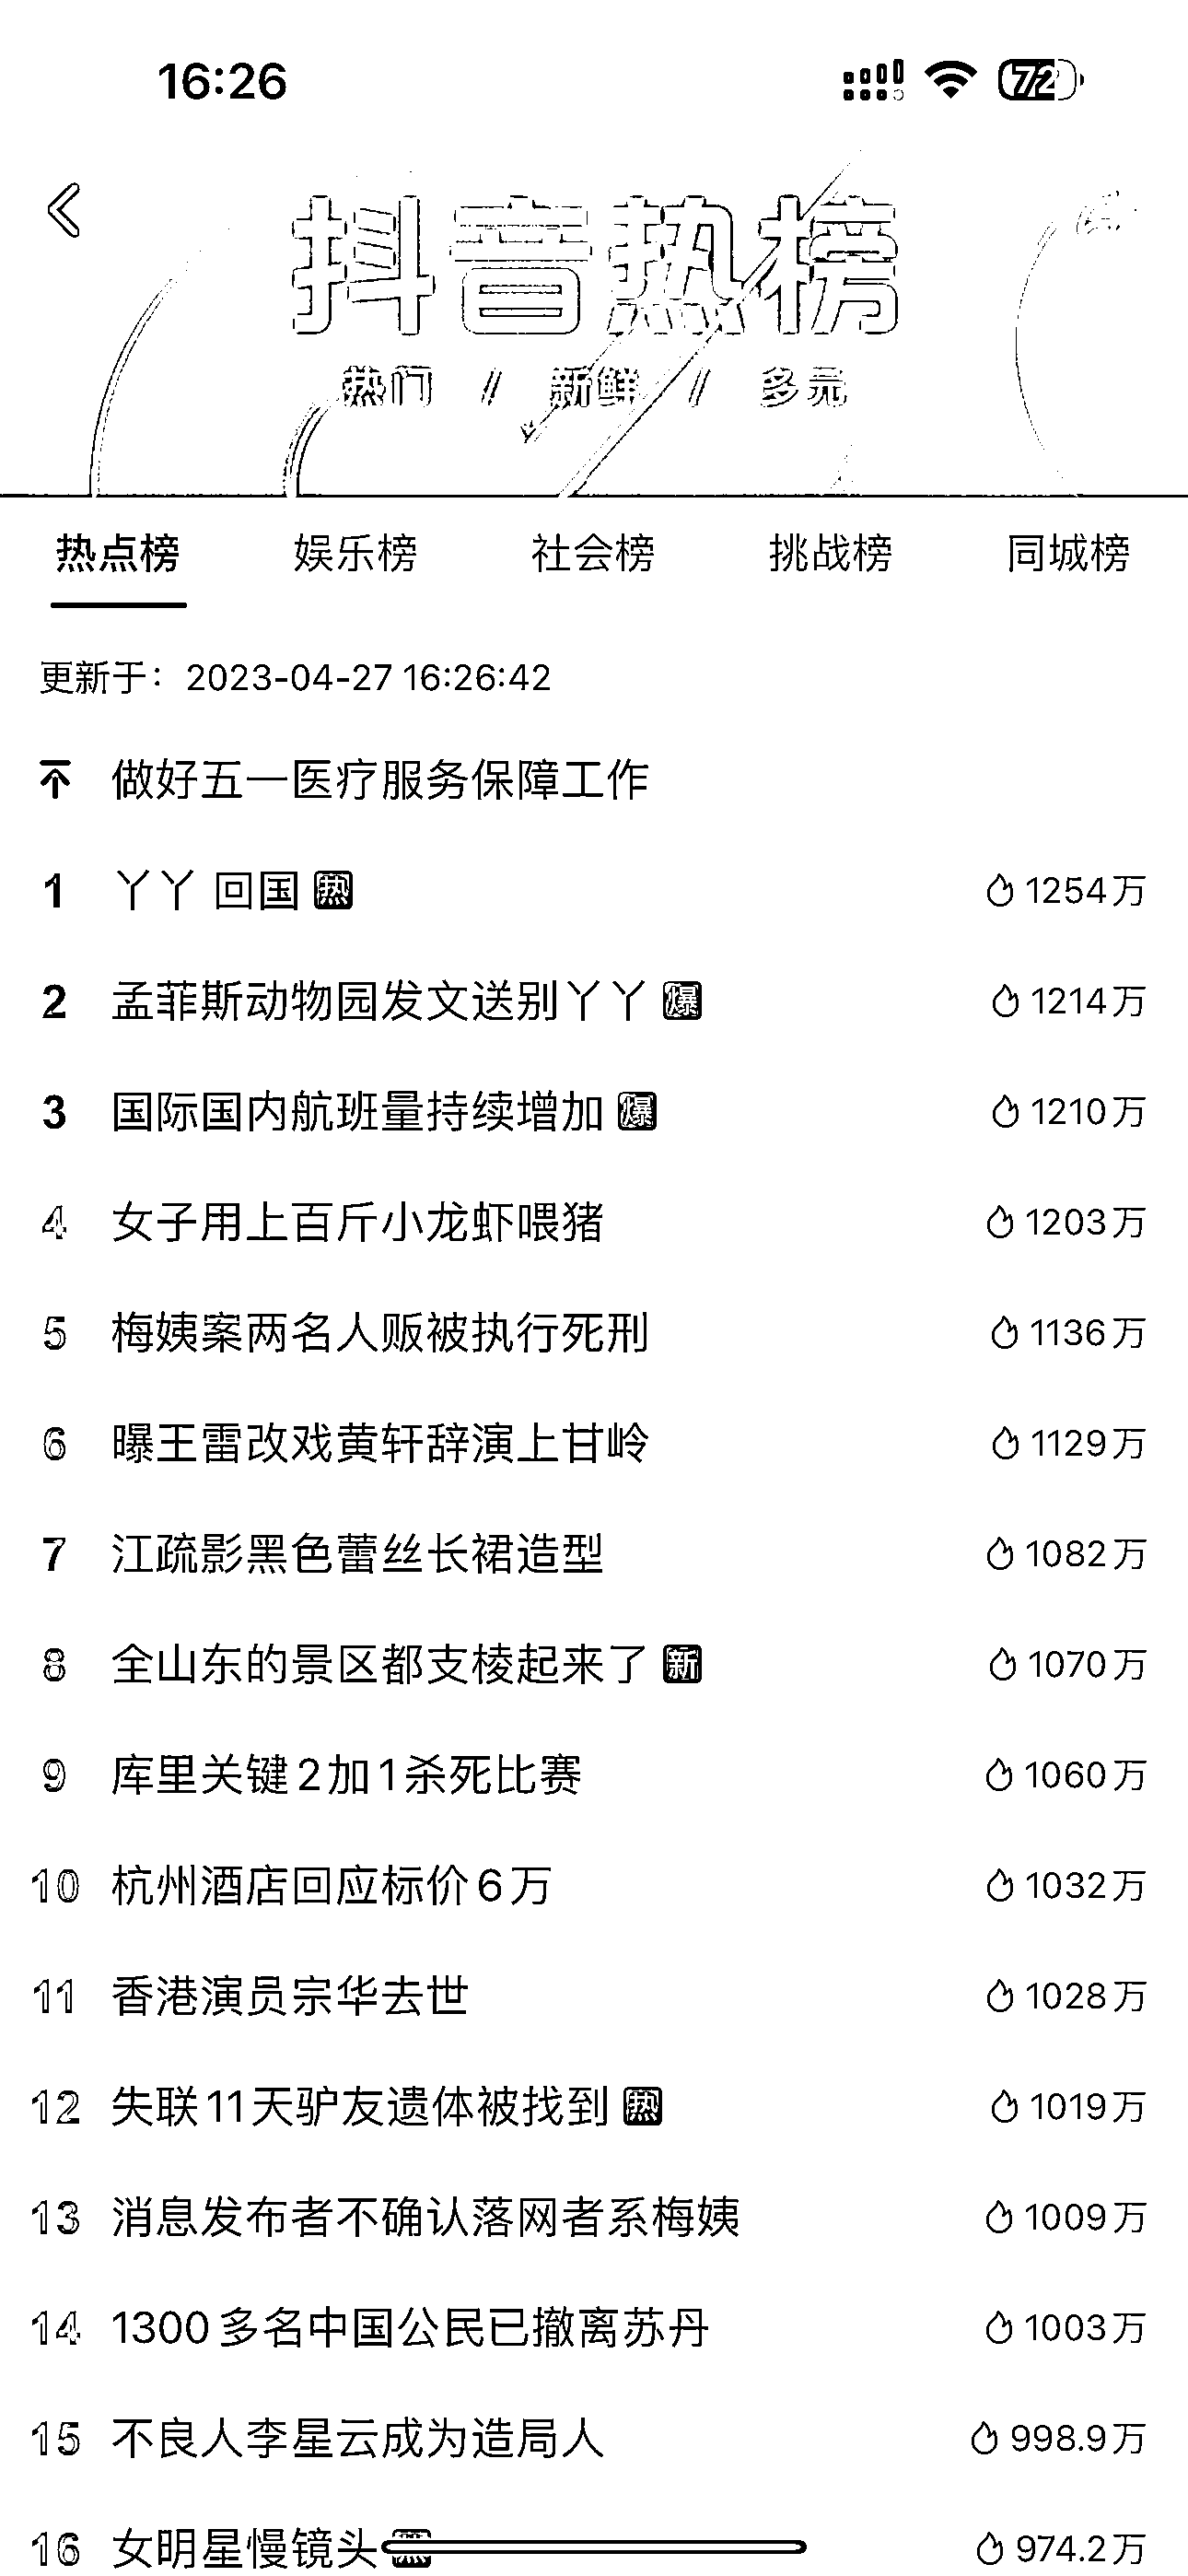 16:26
72
抖音热榜
热门 / 新鲜 / 多元
热点榜 娱乐榜 社会榜 挑战榜 同城榜
更新于：2023-04-27 16:26:42
做好五一医疗服务保障工作
1 丫丫 回国 热 1254万
2 孟菲斯动物园发文送别丫丫 爆 1214万
3 国际国内航班量持续增加 爆 1210万
4 女子用上百斤小龙虾喂猪 1203万
5 梅姨案两名人贩被执行死刑 1136万
6 曝王雷改戏黄轩辞演上甘岭 1129万
7 江疏影黑色蕾丝长裙造型 1082万
8 全山东的景区都支棱起来了 新 1070万
9 库里关键2加1杀死比赛 1060万
10 杭州酒店回应标价6万 1032万
11 香港演员宗华去世 1028万
12 失联11天驴友遗体被找到 热 1019万
13 消息发布者不确认落网者系梅姨 1009万
14 1300多名中国公民已撤离苏丹 1003万
15 不良人李星云成为造局人 998.9万
16 女明星慢镜头 974.2万